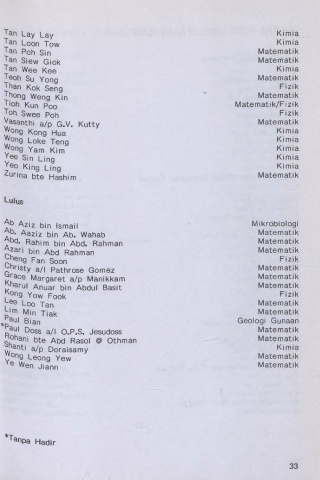 Tan Lay Lay Kimia
Tan Loon Tow Kimia
Tan Poh Sin Matematik
Tan Siew Giok Matematik
Tan Wee Kee Kimia
Teoh Su Yong Matematik
Than Kok Seng Fizik
Thong Weng Kin Matematik
Tioh Kun Poo Matematik/Fizik
Toh Swee Poh Fizik
Vasanthi a/p G.V. Kutty Matematik
Wong Kong Hua Kimia
Wong Loke Teng Kimia
Wong Yam Kim Kimia
Yee Sin Ling Kimia
Yeo King Ling Kimia
Zurina bte Hashim Matematik
Lulus
Ab Aziz bin Ismail Mikrobiologi
Ab. Aaziz bin Ab. Wahab Matematik
Abd. Rahim bin Abd. Rahman Matematik
Azari bin Abd Rahman Matematik
Cheng Fan Soon Fizik
Christy a/l Pathrose Gomez Matematik
Grace Margaret a/p Manikkam Matematik
Kharul Anuar bin Abdul Basit Matematik
Kong Yow Fook Fizik
Lee Loo Tan Matematik
Lim Min Tiak Matematik
Paul Bian Geologi Gunaan
*Paul Doss a/l O.P.S. Jesudoss Matematik
Rohani bte Abd Rasol @ Othman Matematik
Shanti a/p Doraisamy Kimia
Wong Leong Yew Matematik
Ye Wen Jiann Matematik
*Tanpa Hadir
33